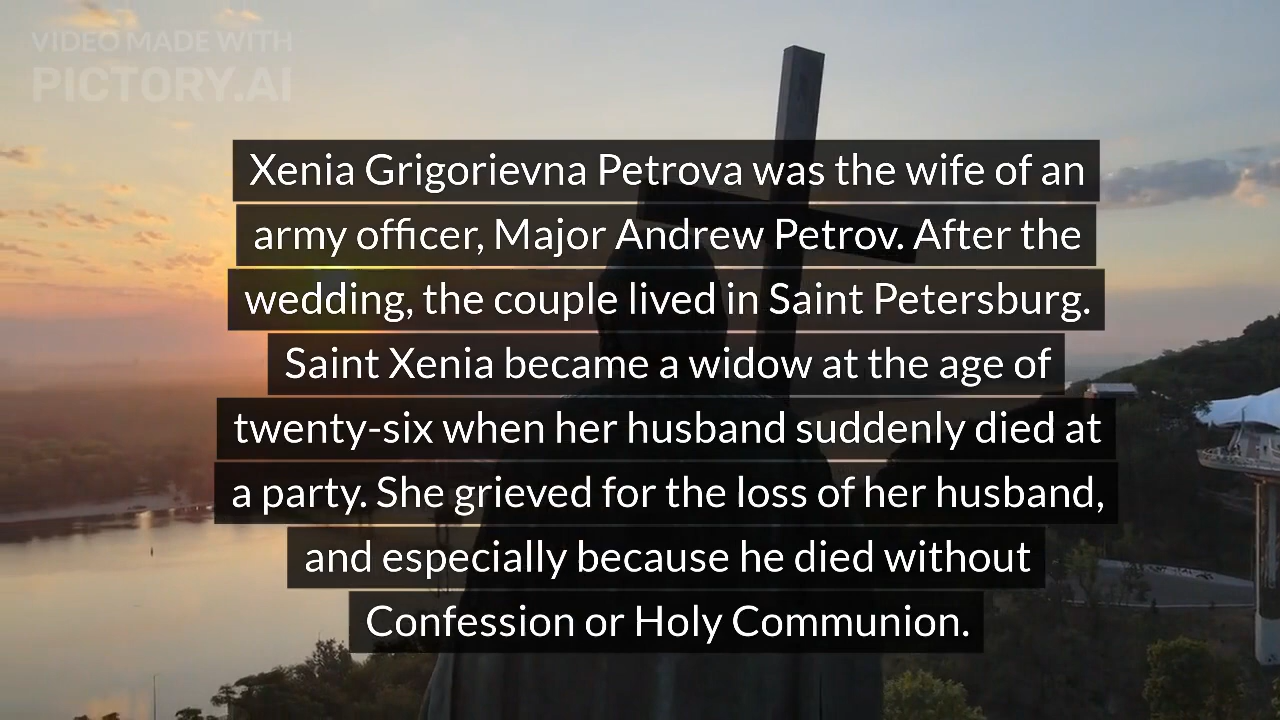 VIDEO MADE WITH
PICTORY.AI
Xenia Grigorievna Petrova was the wife of an
army officer, Major Andrew Petrov. After the
wedding, the couple lived in Saint Petersburg.
Saint Xenia became a widow at the age of
twenty-six when her husband suddenly died at
a party. She grieved for the loss of her husband,
and especially because he died without
Confession or Holy Communion.